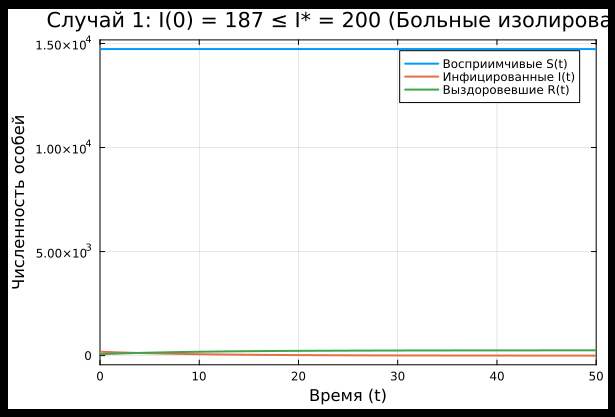 Случай 1: I(0) = 187 ≤ I* = 200 (Больные изолирова
1.50×10⁴
Восприимчивые S(t)
Инфицированные I(t)
Выздоровевшие R(t)
1.00×10⁴
Численность особей
5.00×10³
0
0 10 20 30 40 50
Время (t)